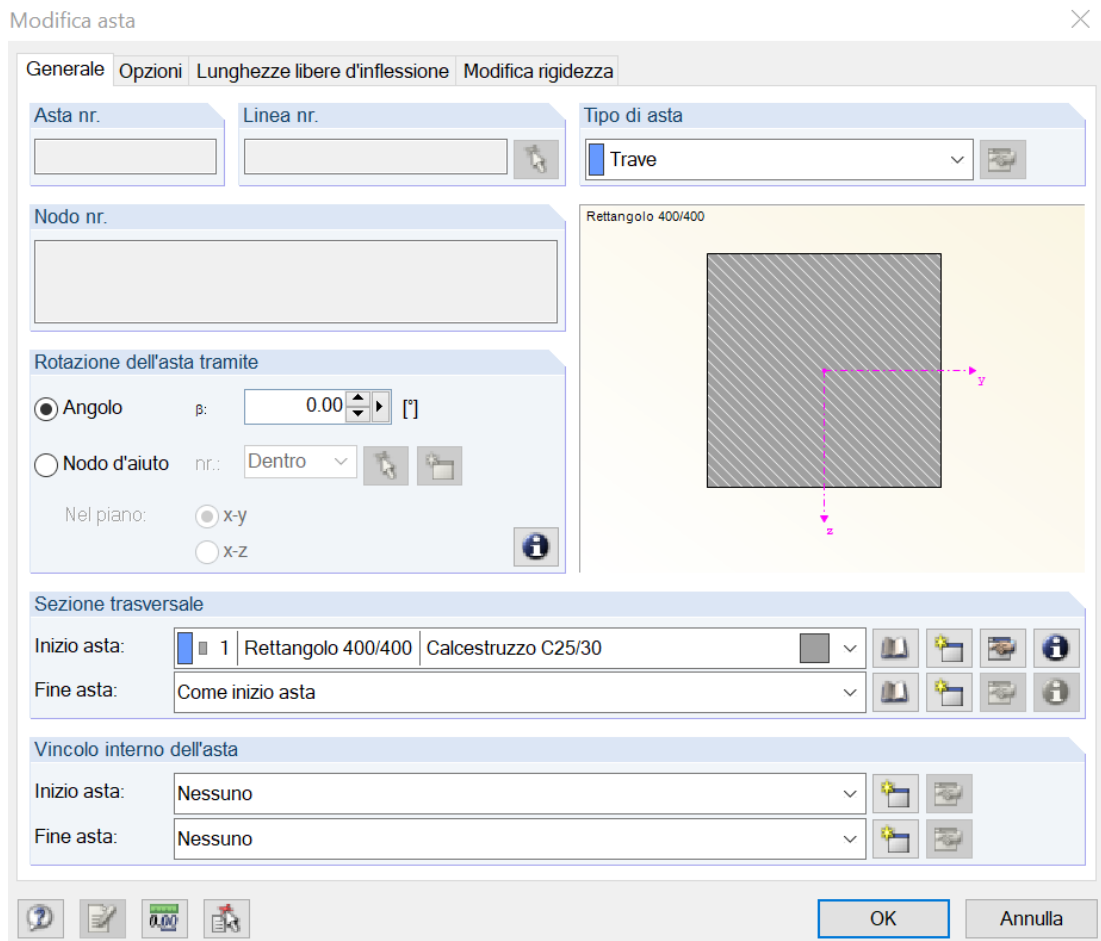 Modifica asta
Generale Opzioni Lunghezze libere d'inflessione Modifica rigidezza
Asta nr. Linea nr. Tipo di asta
Trave
Nodo nr.
Rettangolo 400/400
y
z
Rotazione dell'asta tramite
Angolo β: 0.00 [°]
Nodo d'aiuto nr.: Dentro
Nel piano: x-y
x-z
Sezione trasversale
Inizio asta: 1 Rettangolo 400/400 Calcestruzzo C25/30
Fine asta: Come inizio asta
Vincolo interno dell'asta
Inizio asta: Nessuno
Fine asta: Nessuno
0.00 OK Annulla